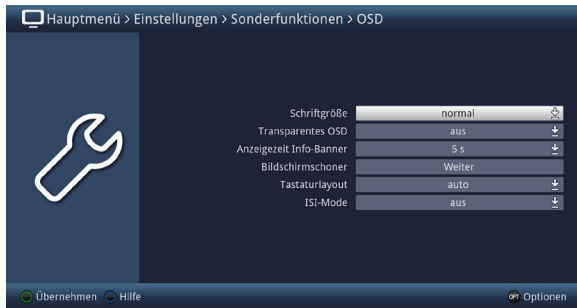 Hauptmenü > Einstellungen > Sonderfunktionen > OSD
Schriftgröße normal
Transparentes OSD aus
Anzeigezeit Info-Banner 5 s
Bildschirmschoner Weiter
Tastaturlayout auto
ISI-Mode aus
Übernehmen Hilfe OPT Optionen